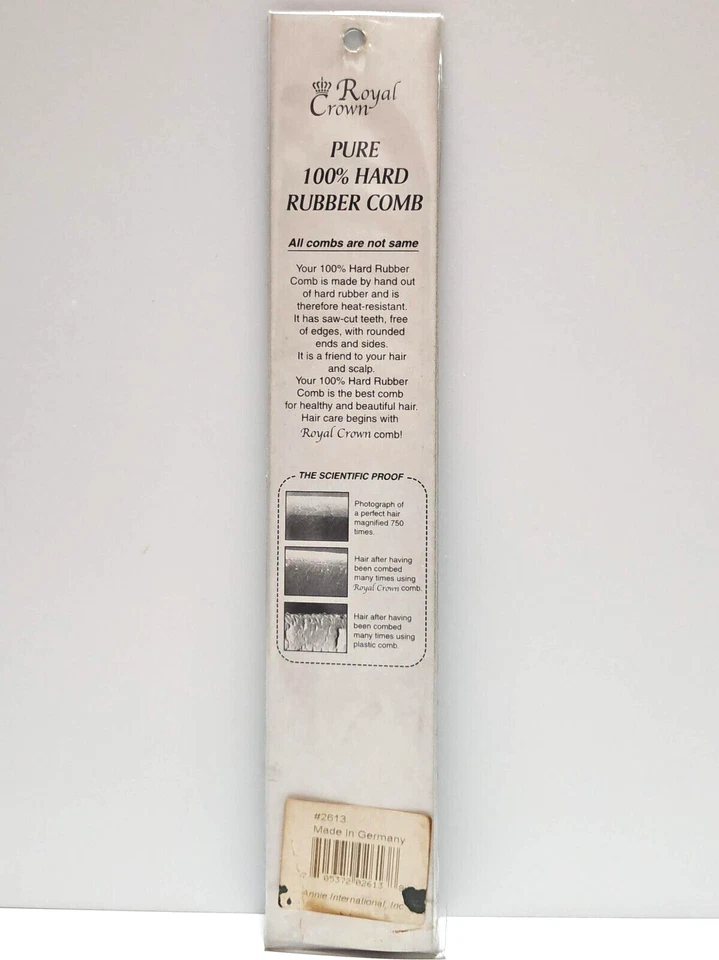 Royal
Crown
PURE
100% HARD
RUBBER COMB
All combs are not same
Your 100% Hard Rubber
Comb is made by hand out
of hard rubber and is
therefore heat-resistant.
It has saw-cut teeth, free
of edges, with rounded
ends and sides.
It is a friend to your hair
and scalp.
Your 100% Hard Rubber
Comb is the best comb
for healthy and beautiful hair.
Hair care begins with
Royal Crown comb!
THE SCIENTIFIC PROOF
Photograph of
a perfect hair
magnified 750
times.
Hair after having
been combed
many times using
Royal Crown comb.
Hair after having
been combed
many times using
plastic comb.
#2613
Made In Germany
05372 02613
Annie International, Inc